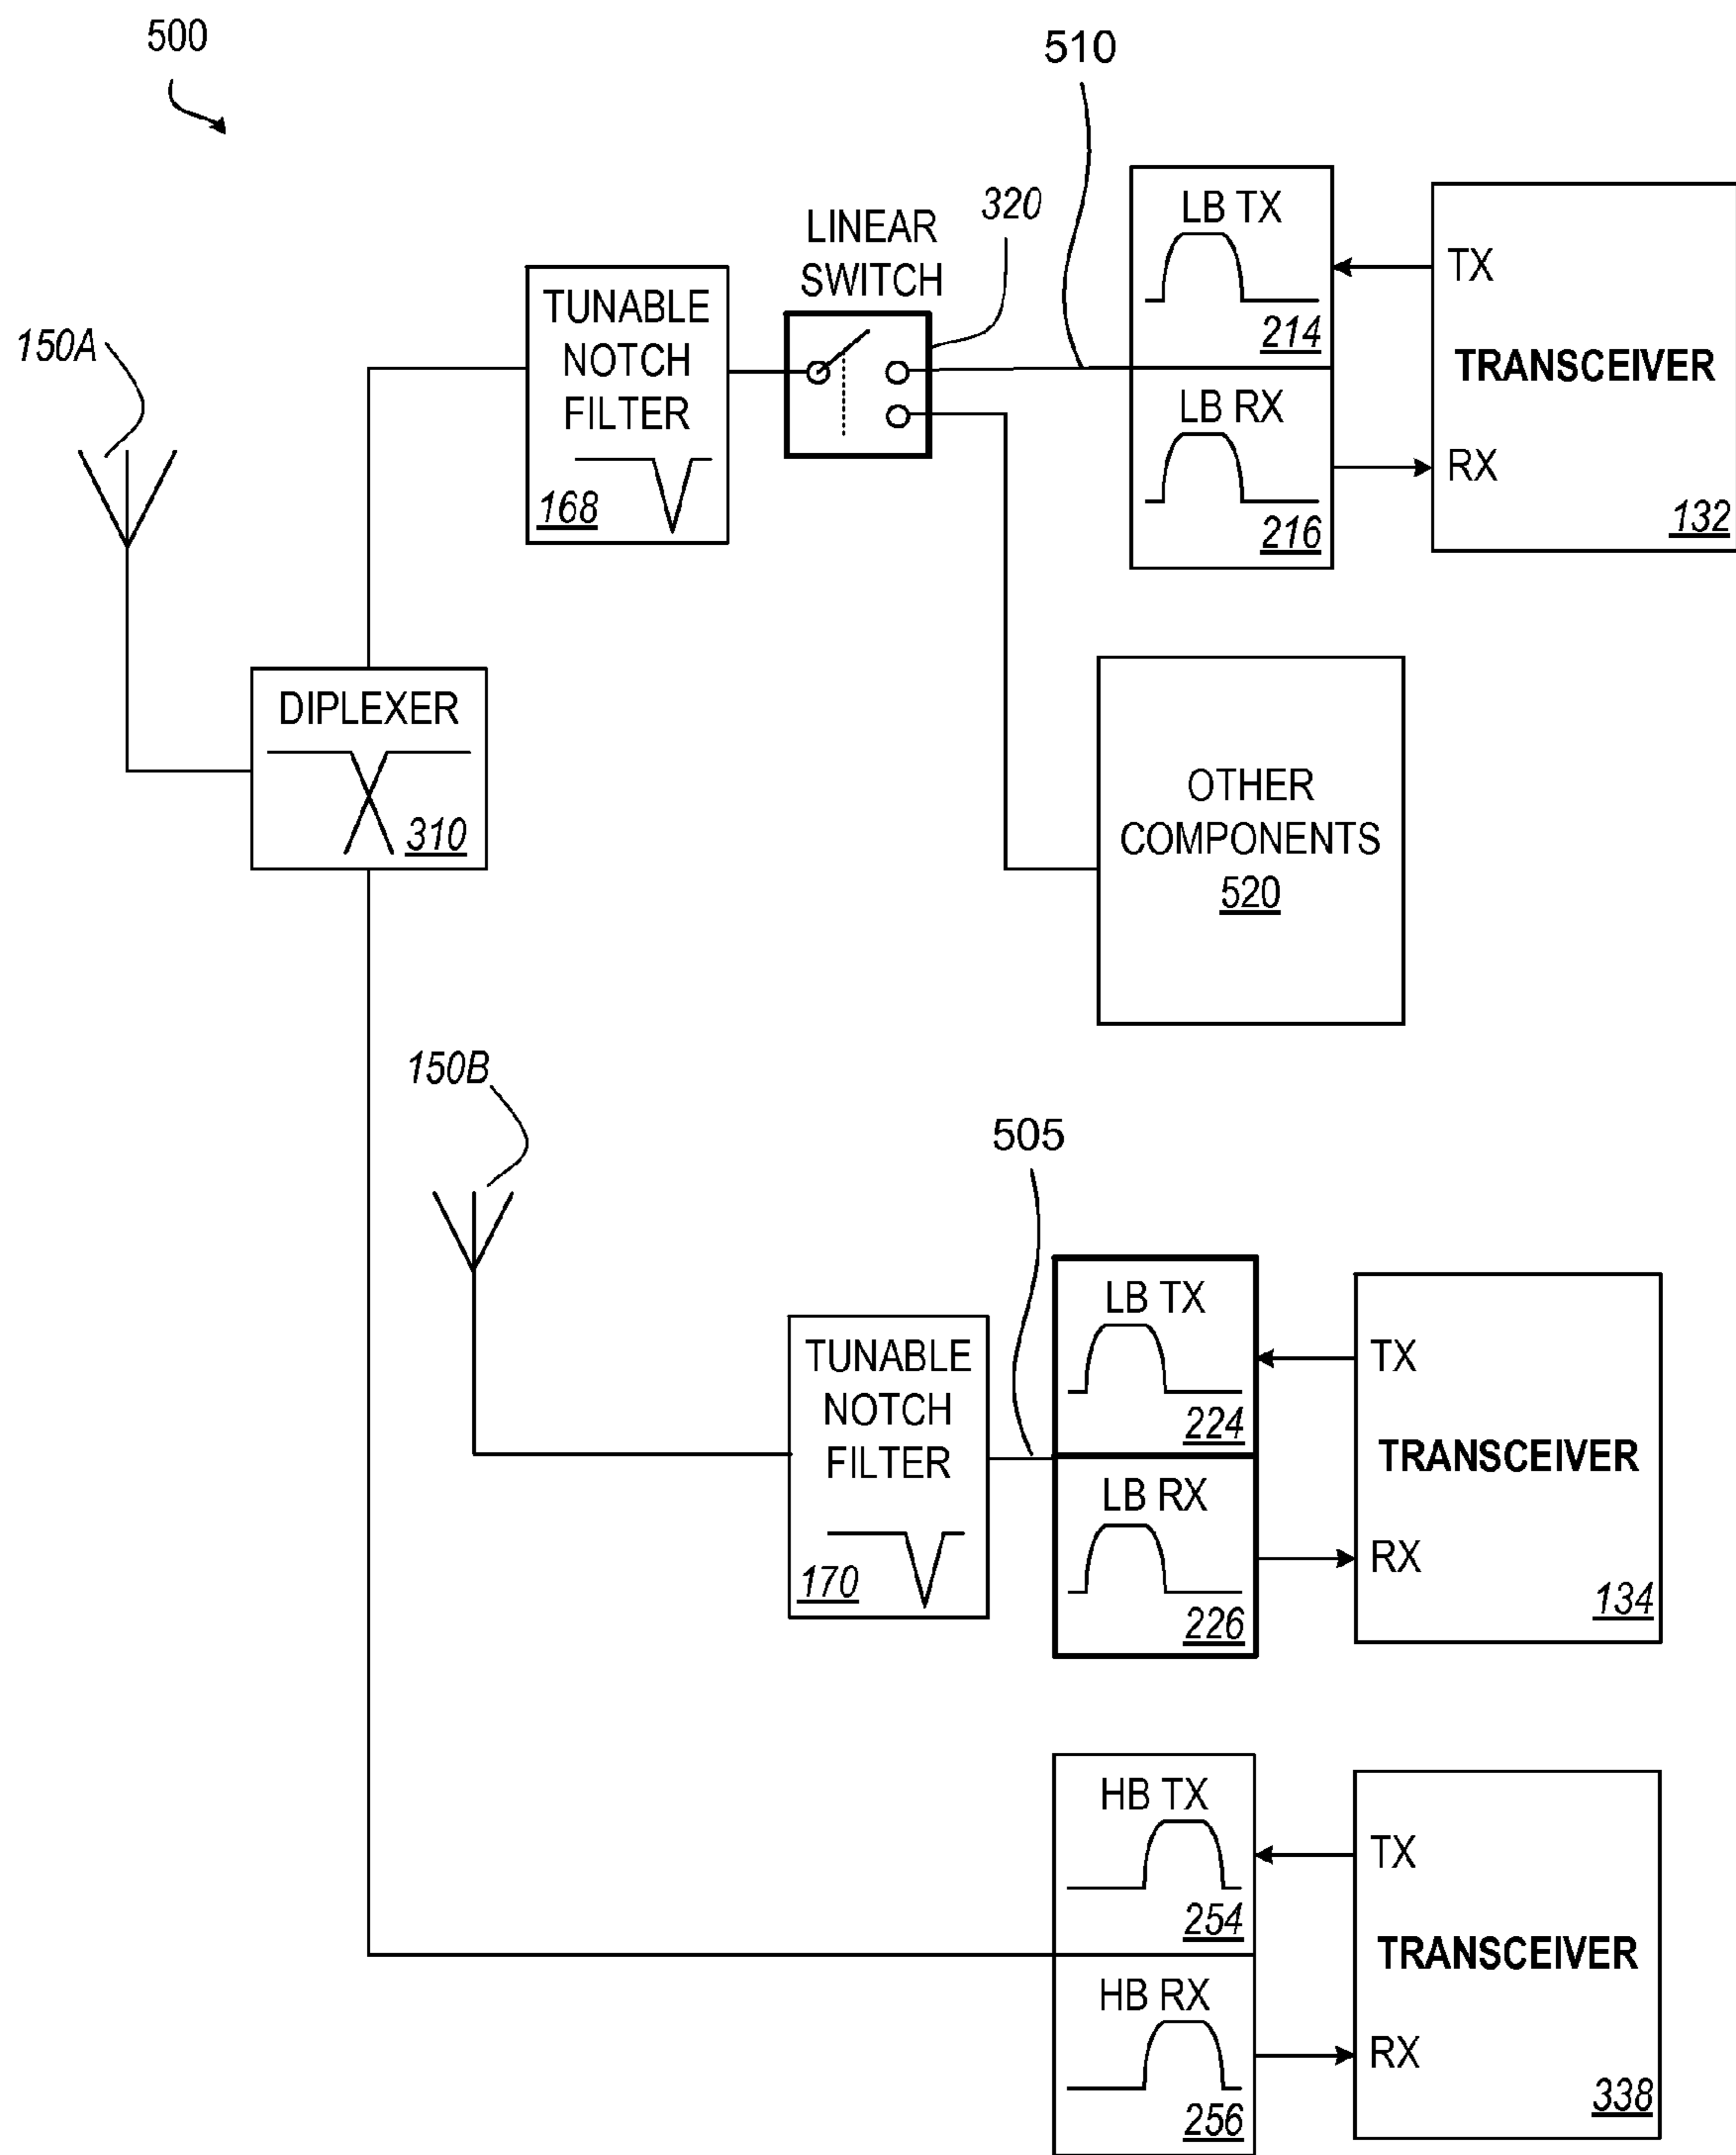 500
510
150A
320
LINEAR
SWITCH
TUNABLE
NOTCH
FILTER
168
LB TX
214
LB RX
216
TX
TRANSCEIVER
RX
132
DIPLEXER
310
OTHER
COMPONENTS
520
150B
505
TUNABLE
NOTCH
FILTER
170
LB TX
224
LB RX
226
TX
TRANSCEIVER
RX
134
HB TX
254
HB RX
256
TX
TRANSCEIVER
RX
338